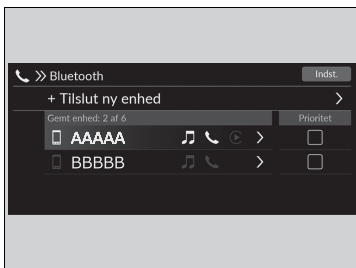 Bluetooth
Indst.
+ Tilslut ny enhed
Gemt enhed: 2 af 6
Prioritet
AAAAA
BBBBB